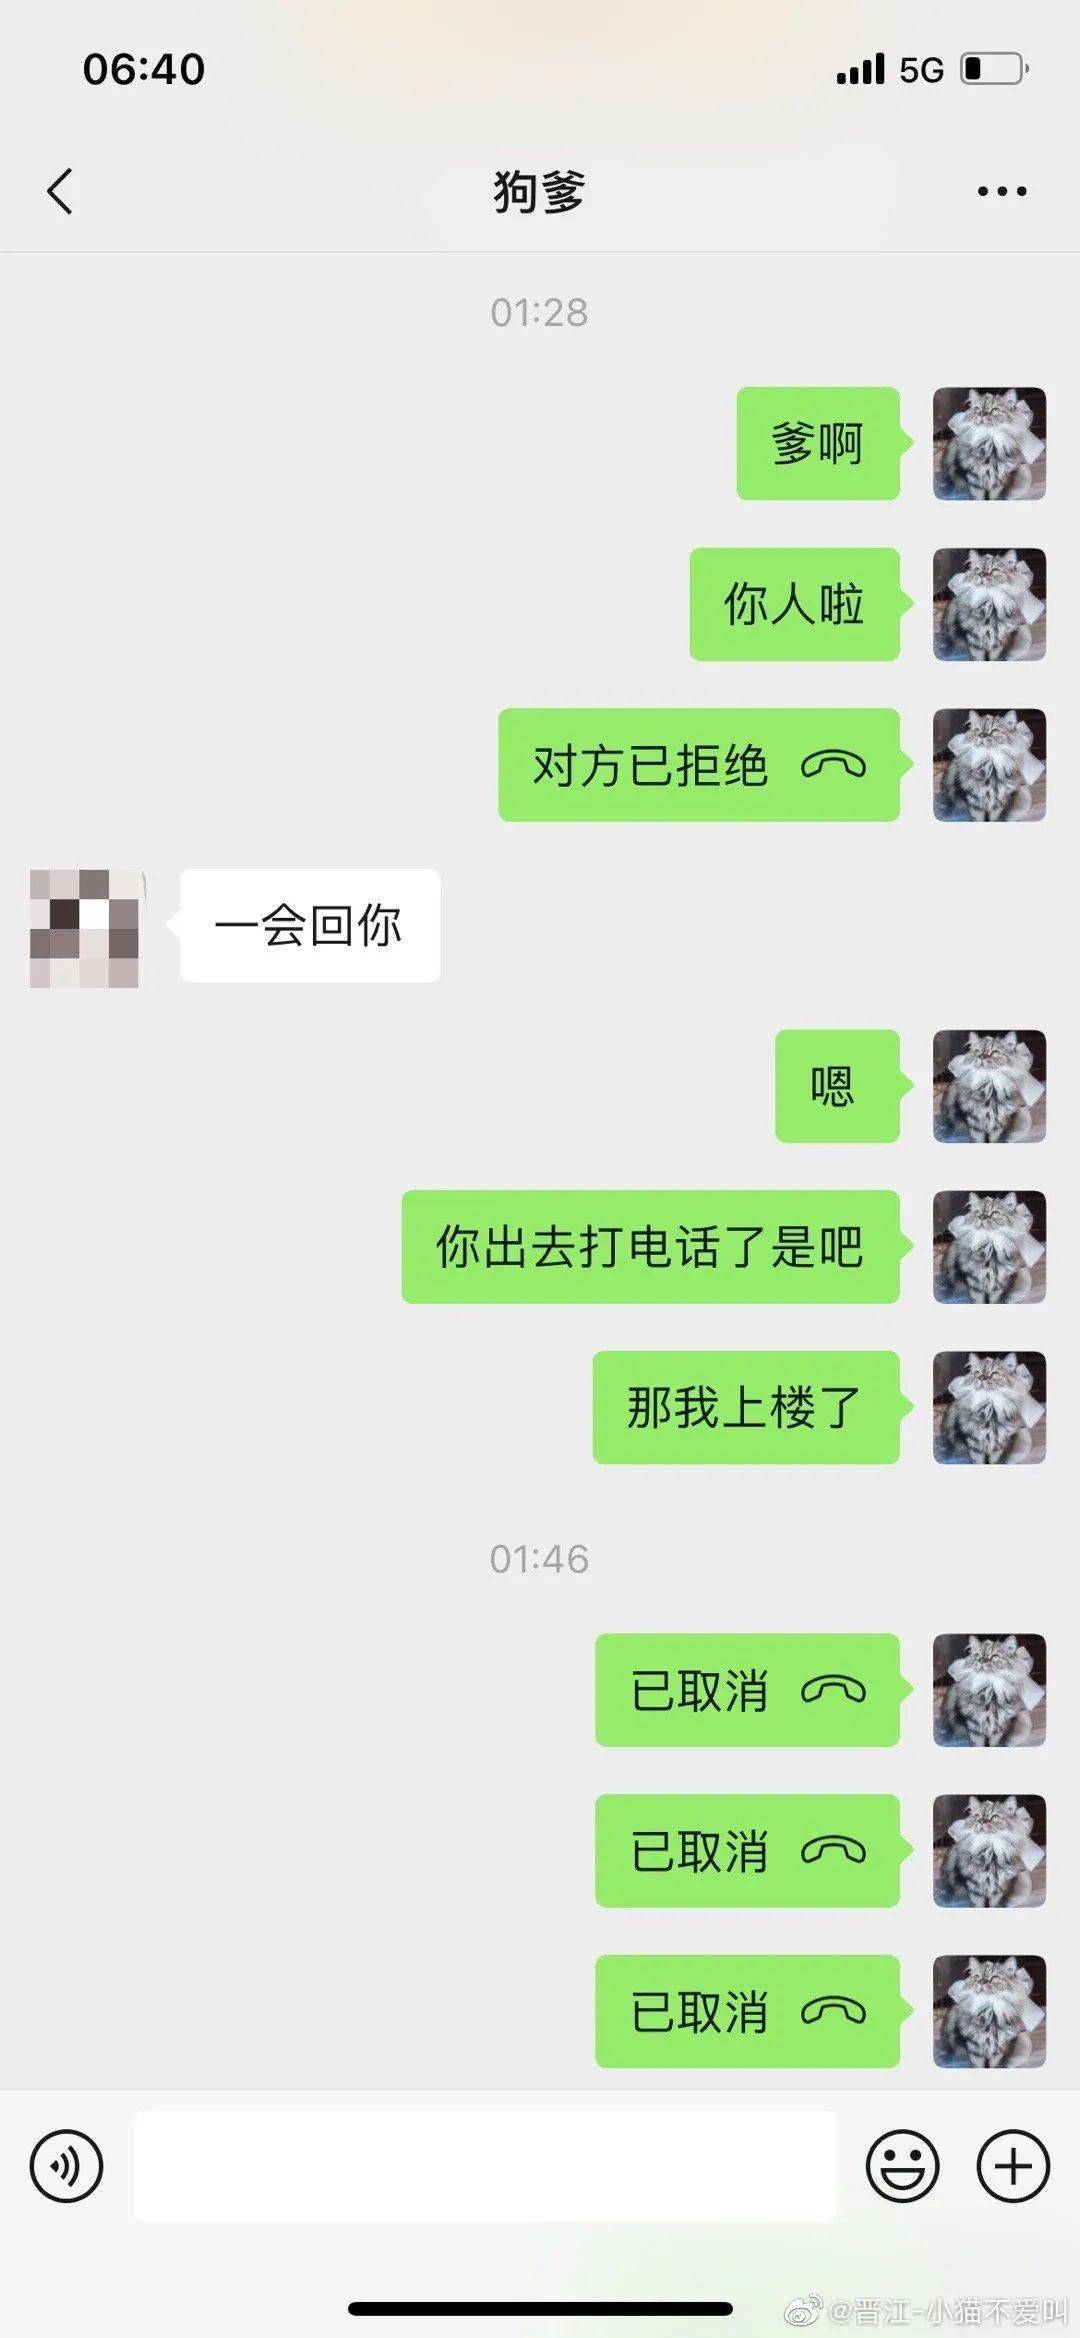 06:40 5G
狗爹
01:28
爹啊
你人啦
对方已拒绝
一会回你
嗯
你出去打电话了是吧
那我上楼了
01:46
已取消
已取消
已取消
@晋江-小猫不爱叫